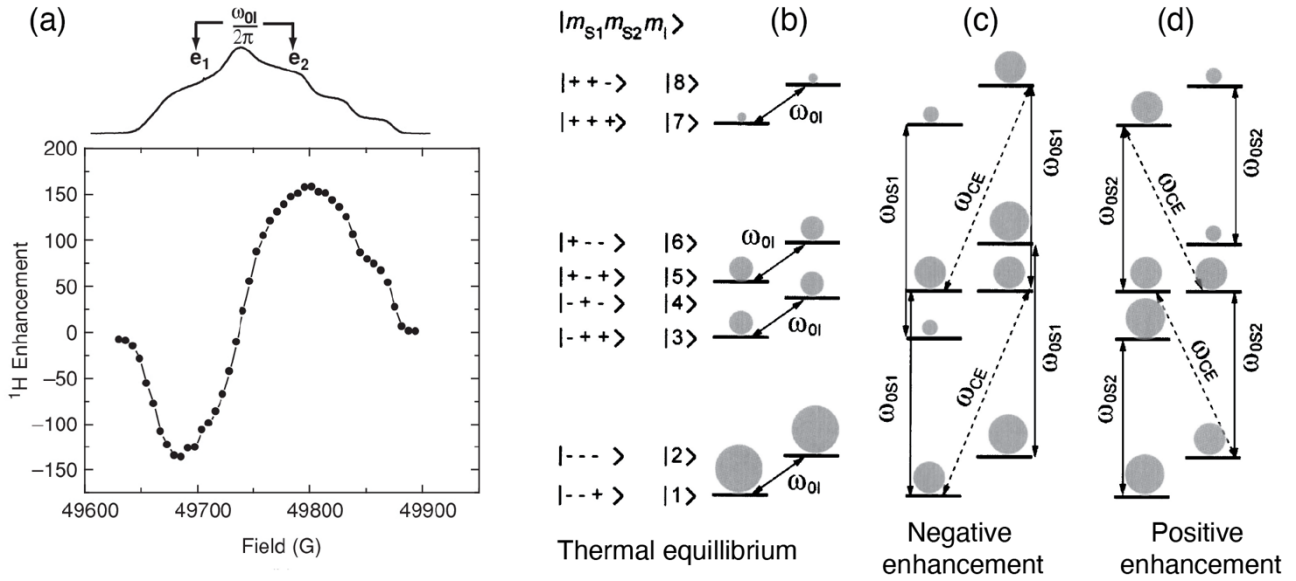 (a)
ω0I
2π
e1 e2
200
150
100
50
0
−50
−100
−150
49600 49700 49800 49900
Field (G)
1H Enhancement
|mS1mS2mI> (b) (c) (d)
|+ + -> |8>
|+ + +> |7>
ω0I
|+ - -> |6>
|+ - +> |5>
|- + -> |4>
|- + +> |3>
ω0I
ω0I
|- - -> |2>
|- - +> |1>
ω0I
Thermal equillibrium
ω0S1
ωCE
ω0S1
ω0S1
ωCE
ω0S1
Negative
enhancement
ω0S2
ωCE
ω0S2
ω0S2
ωCE
ω0S2
Positive
enhancement